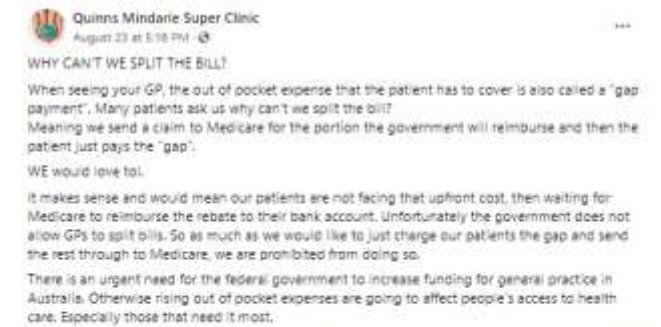 Quinns Mindarie Super Clinic
August 23 at 5:16 PM ·
WHY CAN'T WE SPLIT THE BILL?
When seeing your GP, the out of pocket expense that the patient has to cover is also called a "gap
payment". Many patients ask us why can't we split the bill?
Meaning we send a claim to Medicare for the portion the government will reimburse and then the
patient just pays the "gap".
WE would love to!.
It makes sense and would mean our patients are not facing that upfront cost, then waiting for
Medicare to reimburse the rebate to their bank account. Unfortunately the government does not
allow GPs to split bills. So as much as we would like to just charge our patients the gap and send
the rest through to Medicare, we are prohibited from doing so.
There is an urgent need for the federal government to increase funding for general practice in
Australia. Otherwise rising out of pocket expenses are going to affect people's access to health
care. Especially those that need it most.